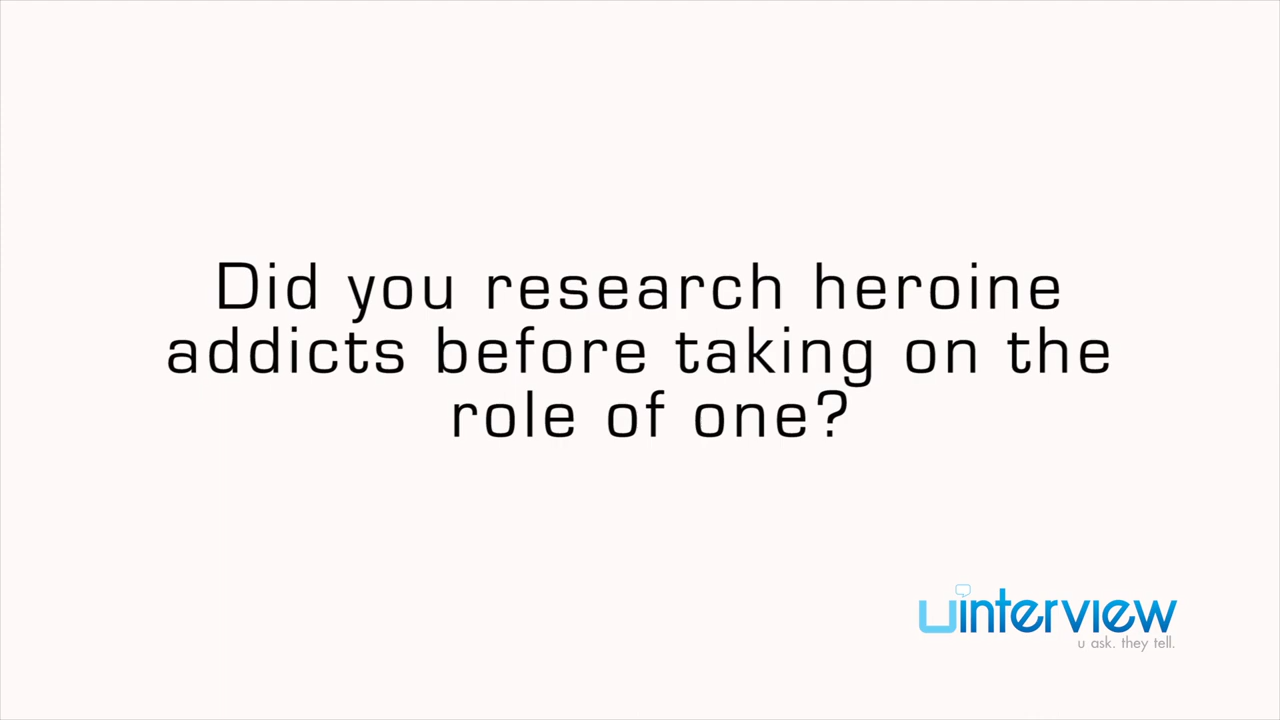 Did you research heroine
addicts before taking on the
role of one?
uinterview
u ask. they tell.